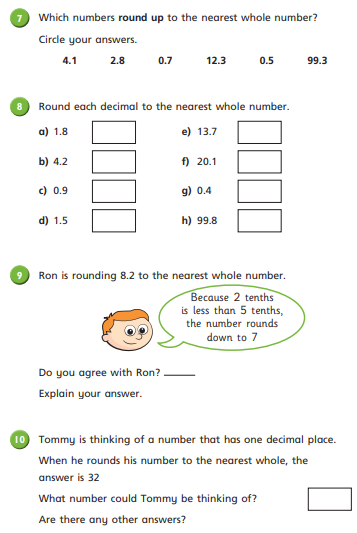 7 Which numbers round up to the nearest whole number?
Circle your answers.
4.1 2.8 0.7 12.3 0.5 99.3
8 Round each decimal to the nearest whole number.
a) 1.8 e) 13.7
b) 4.2 f) 20.1
c) 0.9 g) 0.4
d) 1.5 h) 99.8
9 Ron is rounding 8.2 to the nearest whole number.
Because 2 tenths
is less than 5 tenths,
the number rounds
down to 7
Do you agree with Ron? ____
Explain your answer.
10 Tommy is thinking of a number that has one decimal place.
When he rounds his number to the nearest whole, the
answer is 32
What number could Tommy be thinking of?
Are there any other answers?